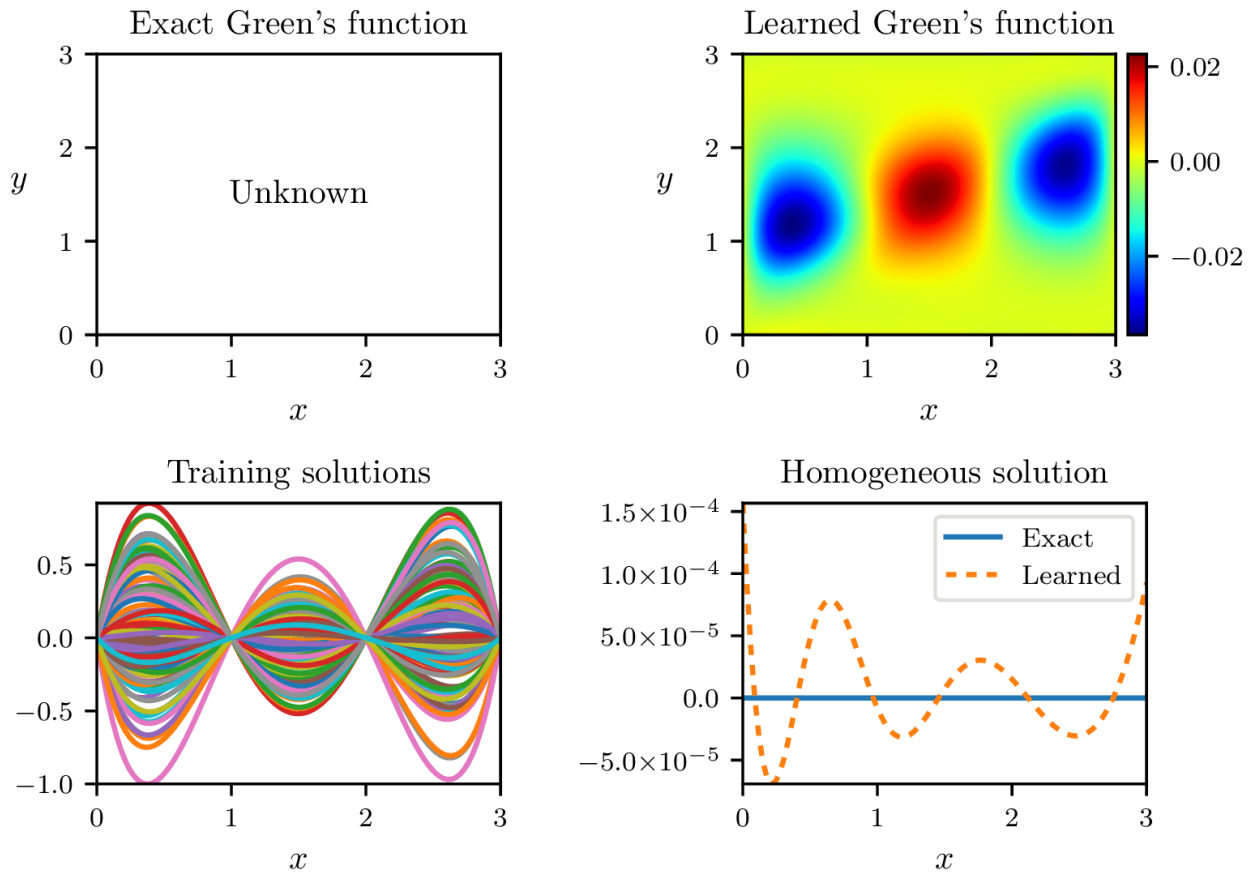 Exact Green's function
3
2
y
1
0
Unknown
0 1 2 3
x
Learned Green's function
3
2
y
1
0
0 1 2 3
x
0.02
0.00
−0.02
Training solutions
0.5
0.0
−0.5
−1.0
0 1 2 3
x
Homogeneous solution
1.5×10⁻⁴
1.0×10⁻⁴
5.0×10⁻⁵
0.0
−5.0×10⁻⁵
Exact
Learned
0 1 2 3
x